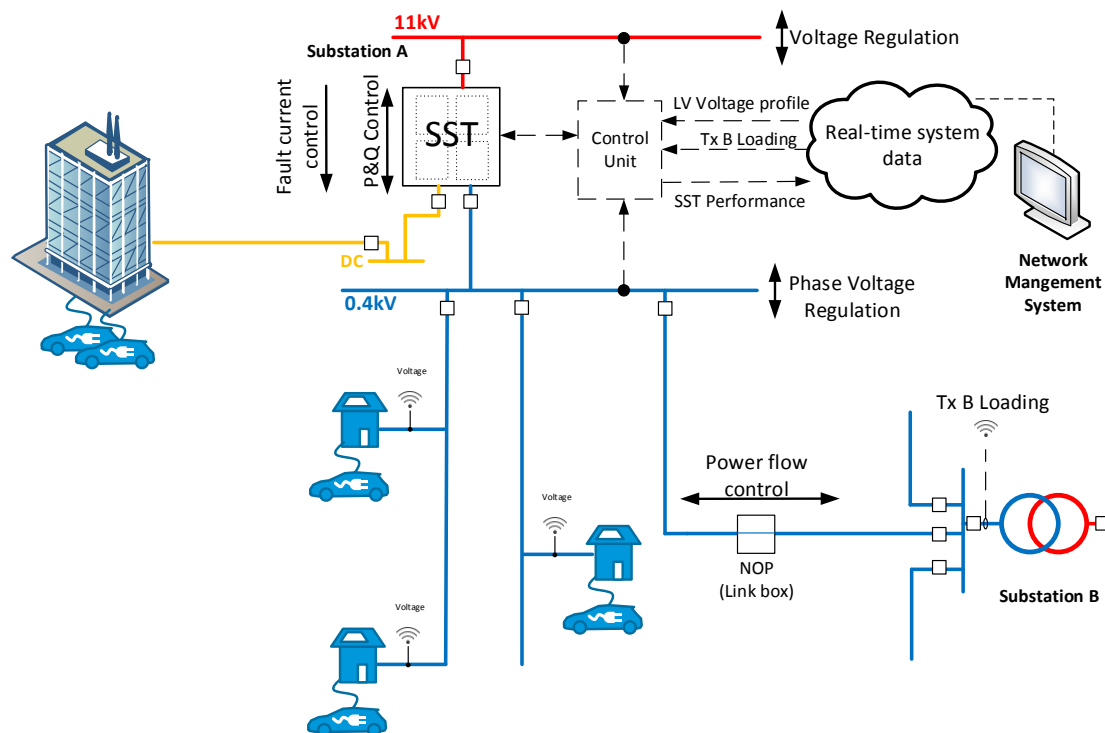 11kV
Substation A
Voltage Regulation
Fault current
control
P&Q Control
SST
Control
Unit
LV Voltage profile
Tx B Loading
SST Performance
Real-time system
data
Network
Mangement
System
DC
0.4kV
Phase Voltage
Regulation
Voltage
Voltage
Voltage
Tx B Loading
Power flow
control
NOP
(Link box)
Substation B